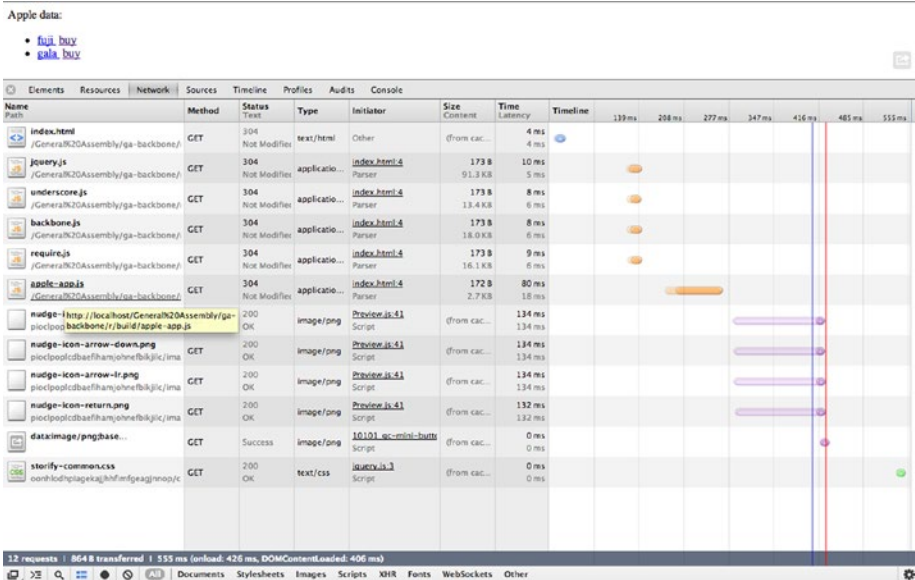 Apple data:
fuji buy
gala buy
Elements Resources Network Sources Timeline Profiles Audits Console
Name Method Status Type Initiator Size Time Timeline
Path Text Content Latency 139 ms 208 ms 277 ms 347 ms 416 ms 485 ms 555 ms
index.html GET 304 text/html Other (from cac... 4 ms
/General%20Assembly/ga-backbone/ Not Modified 4 ms
jquery.js GET 304 applicatio... index.html:4 173 B 10 ms
/General%20Assembly/ga-backbone/ Not Modified Parser 91.3 KB 5 ms
underscore.js GET 304 applicatio... index.html:4 173 B 8 ms
/General%20Assembly/ga-backbone/ Not Modified Parser 13.4 KB 6 ms
backbone.js GET 304 applicatio... index.html:4 173 B 8 ms
/General%20Assembly/ga-backbone/ Not Modified Parser 18.0 KB 6 ms
require.js GET 304 applicatio... index.html:4 173 B 9 ms
/General%20Assembly/ga-backbone/ Not Modified Parser 16.1 KB 6 ms
apple-app.js GET 304 applicatio... index.html:4 172 B 80 ms
/General%20Assembly/ga-backbone/ Not Modified Parser 2.7 KB 18 ms
nudge-i GET 200 image/png Preview.js:41 (from cac... 134 ms
pioclpop OK Script 134 ms
http://localhost/General%20Assembly/ga-
backbone/r/build/apple-app.js
nudge-icon-arrow-down.png GET 200 image/png Preview.js:41 (from cac... 134 ms
pioclpoplcdbaefihamjohnefbikjilc/ima OK Script 134 ms
nudge-icon-arrow-lr.png GET 200 image/png Preview.js:41 (from cac... 134 ms
pioclpoplcdbaefihamjohnefbikjilc/ima OK Script 134 ms
nudge-icon-return.png GET 200 image/png Preview.js:41 (from cac... 132 ms
pioclpoplcdbaefihamjohnefbikjilc/ima OK Script 132 ms
data:image/png;base... GET Success image/png 10101_gc-mini-butto (from cac... 0 ms
Script 0 ms
storify-common.css GET 200 text/css jquery.js:3 (from cac... 0 ms
OK Script 0 ms
12 requests | 864 B transferred | 555 ms (onload: 426 ms, DOMContentLoaded: 406 ms)
All Documents Stylesheets Images Scripts XHR Fonts WebSockets Other